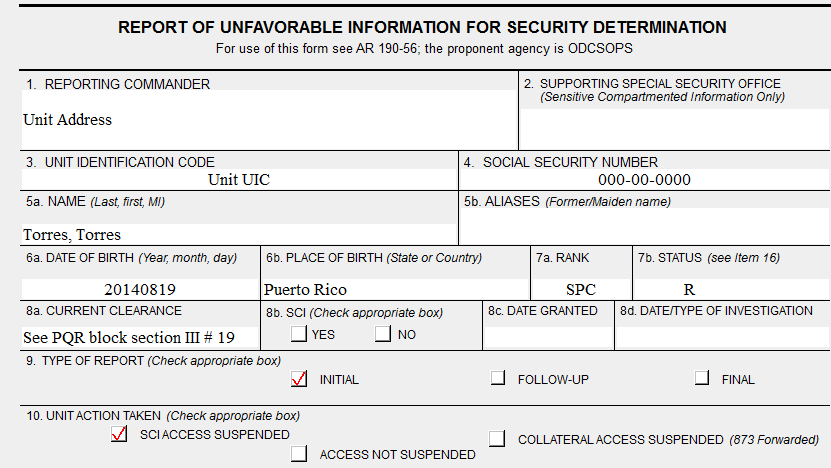 REPORT OF UNFAVORABLE INFORMATION FOR SECURITY DETERMINATION
For use of this form see AR 190-56; the proponent agency is ODCSOPS
1. REPORTING COMMANDER
Unit Address
2. SUPPORTING SPECIAL SECURITY OFFICE
(Sensitive Compartmented Information Only)
3. UNIT IDENTIFICATION CODE
Unit UIC
4. SOCIAL SECURITY NUMBER
000-00-0000
5a. NAME (Last, first, MI)
Torres, Torres
5b. ALIASES (Former/Maiden name)
6a. DATE OF BIRTH (Year, month, day)
20140819
6b. PLACE OF BIRTH (State or Country)
Puerto Rico
7a. RANK
SPC
7b. STATUS (see Item 16)
R
8a. CURRENT CLEARANCE
See PQR block section III # 19
8b. SCI (Check appropriate box)
YES NO
8c. DATE GRANTED
8d. DATE/TYPE OF INVESTIGATION
9. TYPE OF REPORT (Check appropriate box)
INITIAL FOLLOW-UP FINAL
10. UNIT ACTION TAKEN (Check appropriate box)
SCI ACCESS SUSPENDED
ACCESS NOT SUSPENDED
COLLATERAL ACCESS SUSPENDED (873 Forwarded)